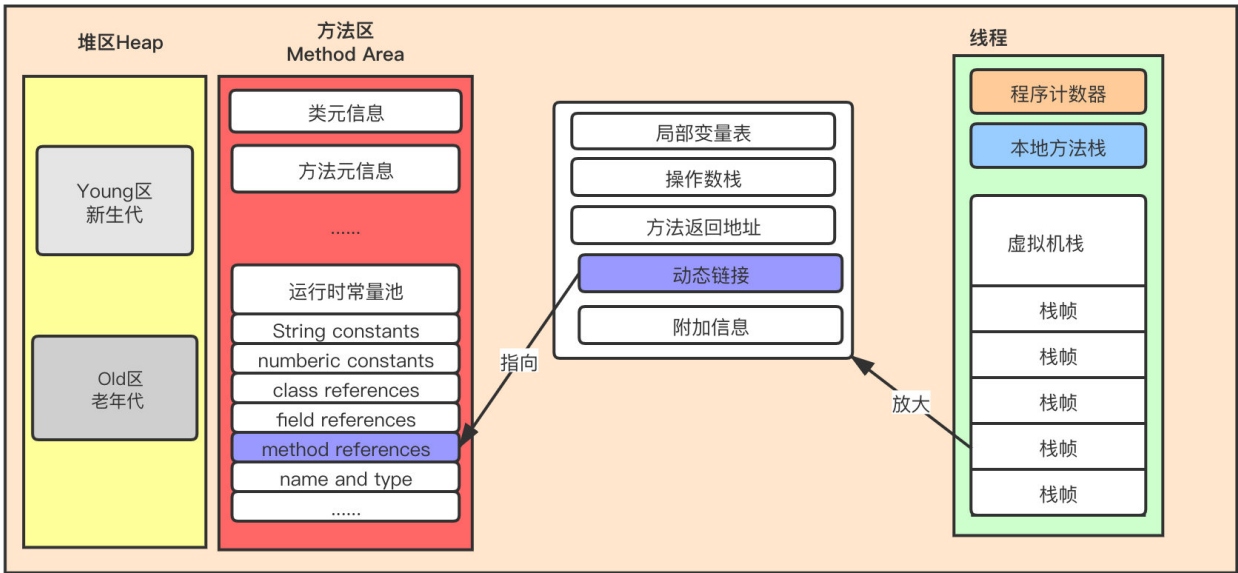 堆区Heap
Young区
新生代
Old区
老年代
方法区
Method Area
类元信息
方法元信息
......
运行时常量池
String constants
numberic constants
class references
field references
method references
name and type
......
指向
局部变量表
操作数栈
方法返回地址
动态链接
附加信息
放大
线程
程序计数器
本地方法栈
虚拟机栈
栈帧
栈帧
栈帧
栈帧
栈帧